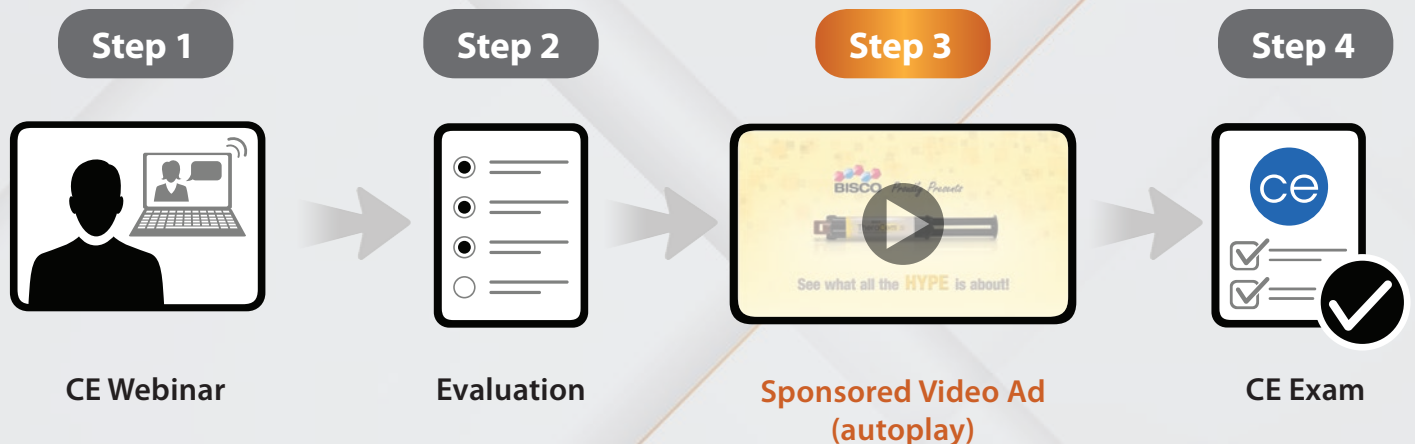 Step 1
Step 2
Step 3
Step 4
BISCO Proudly Presents
See what all the HYPE is about!
ce
CE Webinar
Evaluation
Sponsored Video Ad
(autoplay)
CE Exam